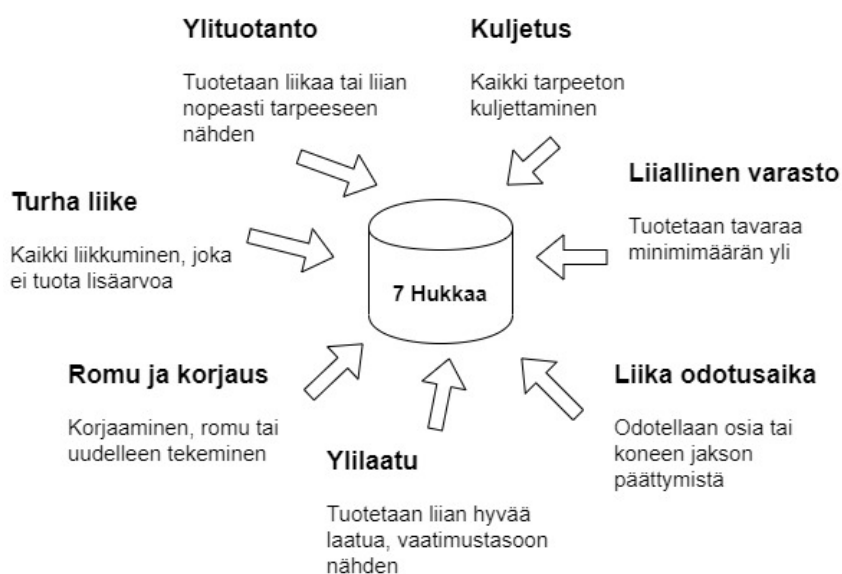 Ylituotanto
Tuotetaan liikaa tai liian
nopeasti tarpeeseen
nähden
Kuljetus
Kaikki tarpeeton
kuljettaminen
Liiallinen varasto
Tuotetaan tavaraa
minimimäärän yli
Turha liike
Kaikki liikkuminen, joka
ei tuota lisäarvoa
7 Hukkaa
Romu ja korjaus
Korjaaminen, romu tai
uudelleen tekeminen
Ylilaatu
Tuotetaan liian hyvää
laatua, vaatimustasoon
nähden
Liika odotusaika
Odotellaan osia tai
koneen jakson
päättymistä